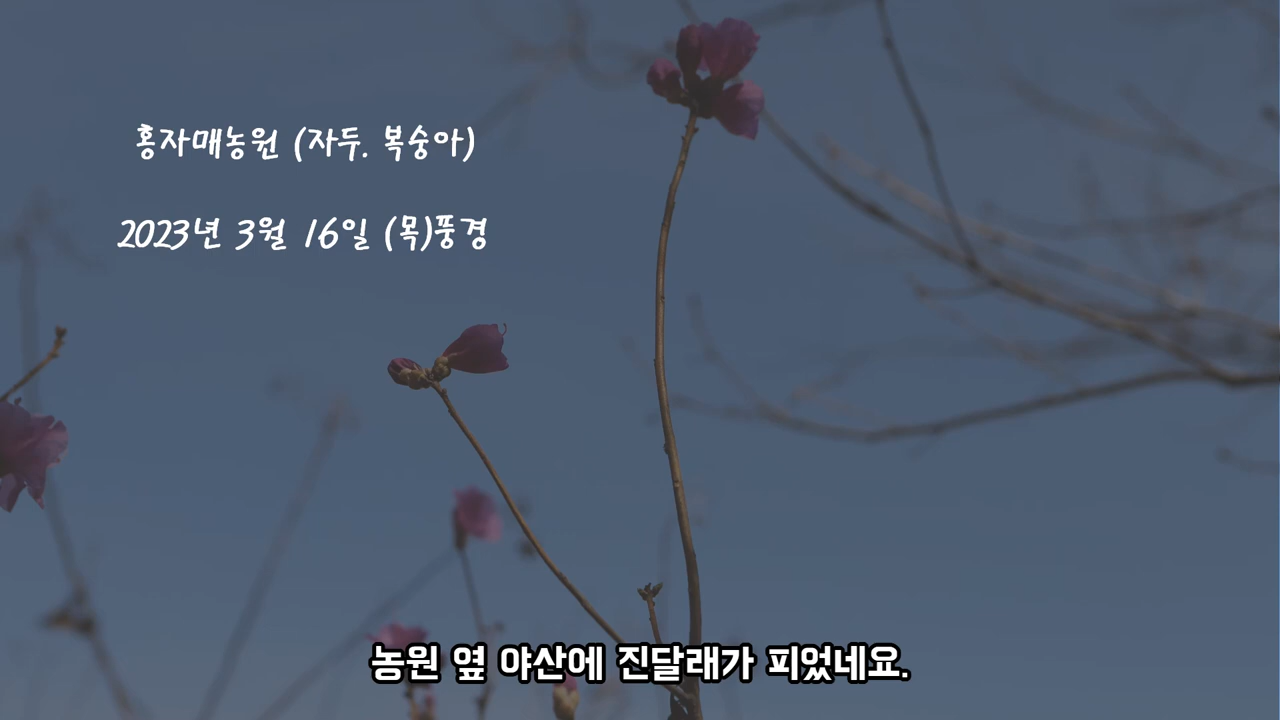 홍자매농원 (자두. 복숭아)
2023년 3월 16일 (목)풍경
농원 옆 야산에 진달래가 피었네요.